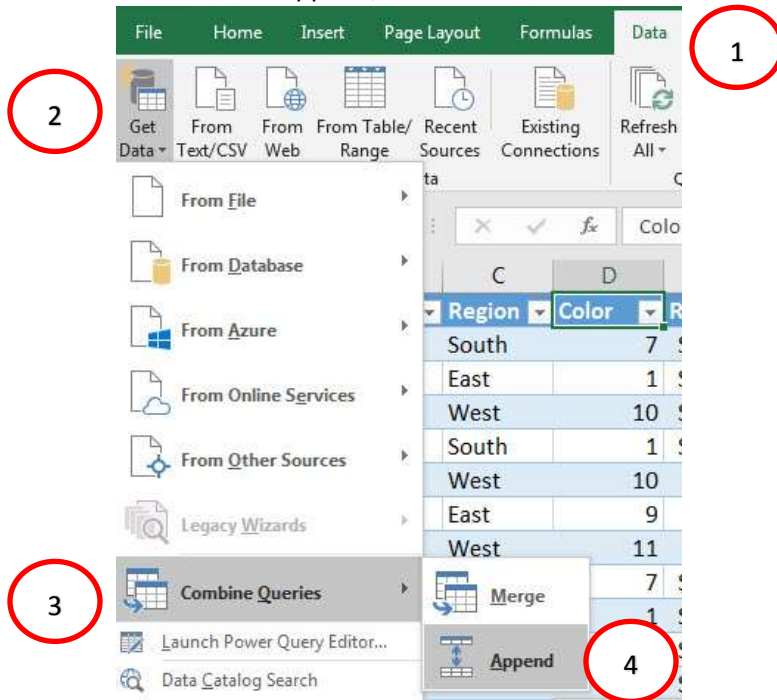 File Home Insert Page Layout Formulas Data
1
2
Get Data From Text/CSV From Web From Table/ Range Recent Sources Existing Connections Refresh All
ta
From File
fx Colo
From Database
C D
Region Color R
From Azure
South 7 S
East 1 S
From Online Services
West 10 S
South 1 S
From Other Sources
West 10
East 9
Legacy Wizards
West 11
3
Combine Queries
Merge
7 S
1
Launch Power Query Editor...
Append
4
Data Catalog Search